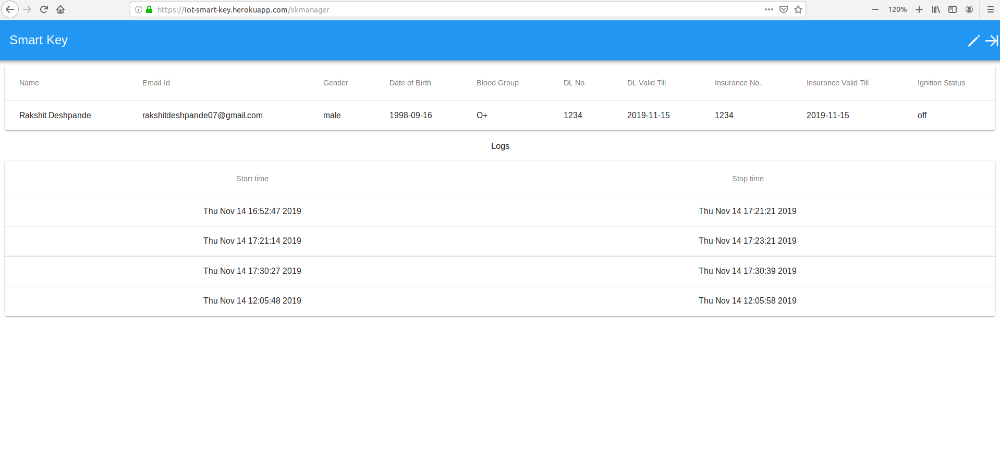 https://iot-smart-key.herokuapp.com/skmanager 120%
Smart Key
Name Email-Id Gender Date of Birth Blood Group DL No. DL Valid Till Insurance No. Insurance Valid Till Ignition Status
Rakshit Deshpande rakshitdeshpande07@gmail.com male 1998-09-16 O+ 1234 2019-11-15 1234 2019-11-15 off
Logs
Start time Stop time
Thu Nov 14 16:52:47 2019 Thu Nov 14 17:21:21 2019
Thu Nov 14 17:21:14 2019 Thu Nov 14 17:23:21 2019
Thu Nov 14 17:30:27 2019 Thu Nov 14 17:30:39 2019
Thu Nov 14 12:05:48 2019 Thu Nov 14 12:05:58 2019